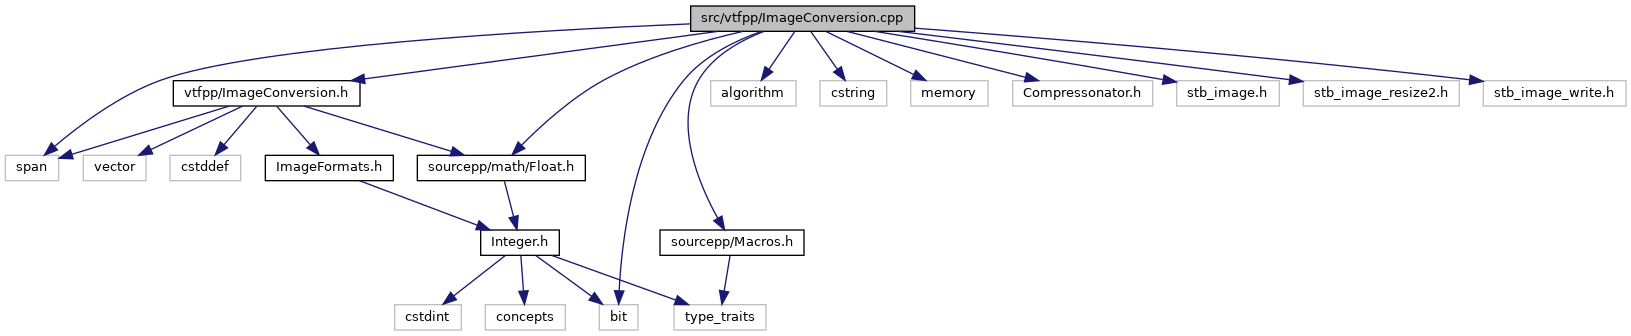 src/vtfpp/ImageConversion.cpp
vtfpp/ImageConversion.h
algorithm
cstring
memory
Compressonator.h
stb_image.h
stb_image_resize2.h
stb_image_write.h
span
vector
cstddef
ImageFormats.h
sourcepp/math/Float.h
Integer.h
sourcepp/Macros.h
cstdint
concepts
bit
type_traits